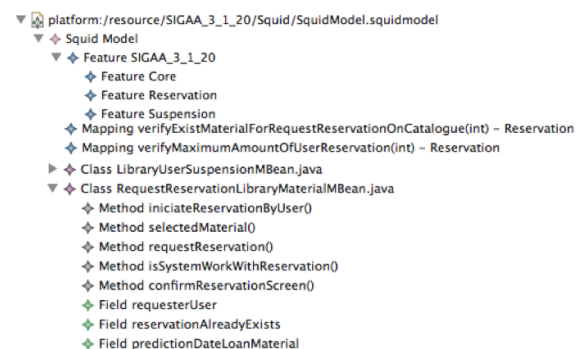 platform:/resource/SIGAA_3_1_20/Squid/SquidModel.squidmodel
Squid Model
Feature SIGAA_3_1_20
Feature Core
Feature Reservation
Feature Suspension
Mapping verifyExistMaterialForRequestReservationOnCatalogue(int) – Reservation
Mapping verifyMaximumAmountOfUserReservation(int) – Reservation
Class LibraryUserSuspensionMBean.java
Class RequestReservationLibraryMaterialMBean.java
Method iniciateReservationByUser()
Method selectedMaterial()
Method requestReservation()
Method isSystemWorkWithReservation()
Method confirmReservationScreen()
Field requesterUser
Field reservationAlreadyExists
Field predictionDateLoanMaterial